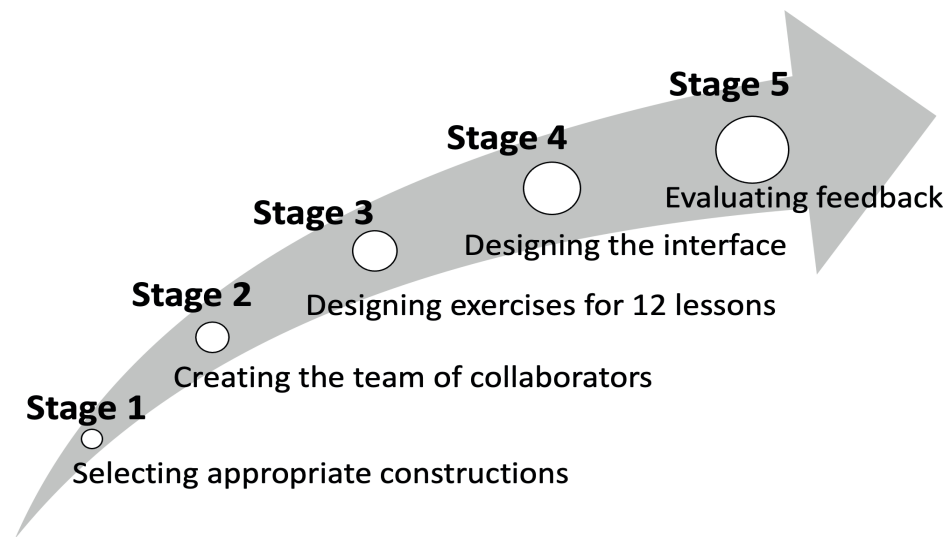 Stage 1
Selecting appropriate constructions
Stage 2
Creating the team of collaborators
Stage 3
Designing exercises for 12 lessons
Stage 4
Designing the interface
Stage 5
Evaluating feedback